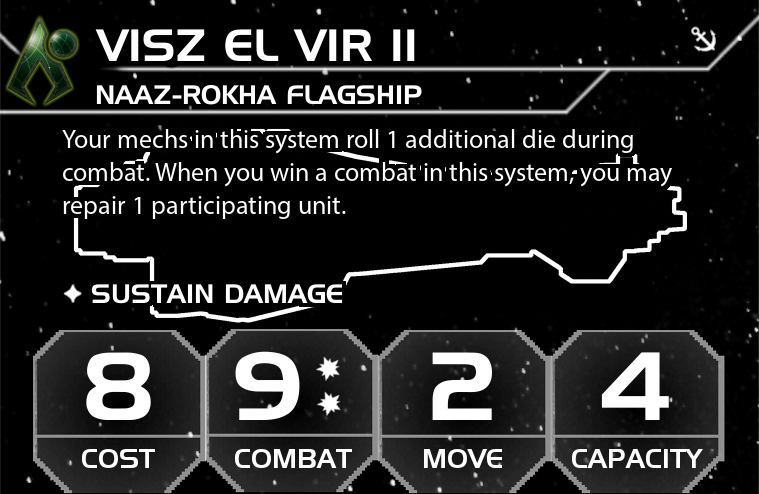 VISZ EL VIR II
NAAZ-ROKHA FLAGSHIP
Your mechs in this system roll 1 additional die during
combat. When you win a combat in this system, you may
repair 1 participating unit.
SUSTAIN DAMAGE
8 9 2 4
COST COMBAT MOVE CAPACITY